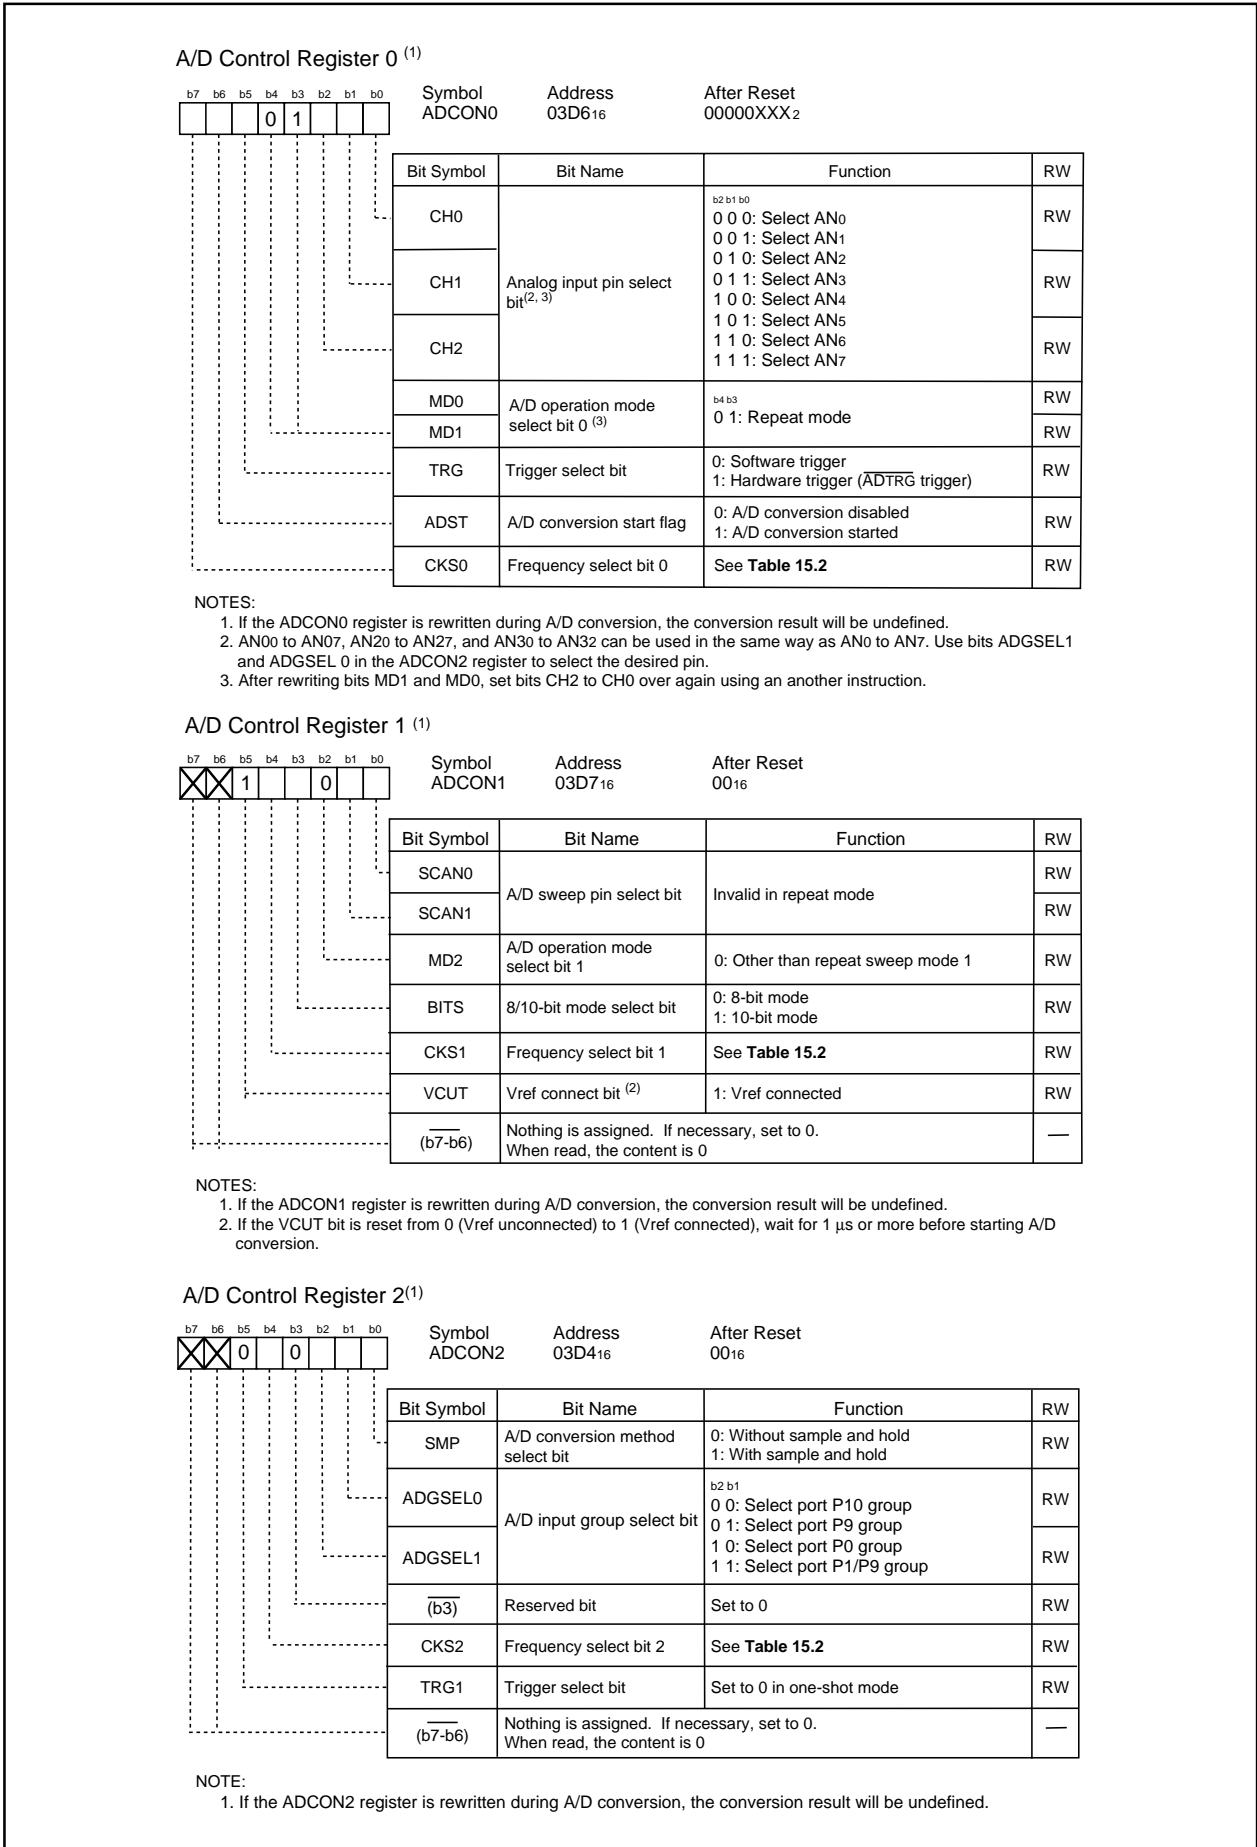 A/D Control Register 0 (1)
b7 b6 b5 b4 b3 b2 b1 b0
0 1
Symbol Address After Reset
ADCON0 03D616 00000XXX2
Bit Symbol Bit Name Function RW
CH0 RW
CH1 RW
CH2 RW
Analog input pin select
bit(2, 3)
b2 b1 b0
0 0 0: Select AN0
0 0 1: Select AN1
0 1 0: Select AN2
0 1 1: Select AN3
1 0 0: Select AN4
1 0 1: Select AN5
1 1 0: Select AN6
1 1 1: Select AN7
MD0 RW
MD1 RW
A/D operation mode
select bit 0 (3)
b4 b3
0 1: Repeat mode
TRG Trigger select bit RW
0: Software trigger
1: Hardware trigger (ADTRG trigger)
ADST A/D conversion start flag RW
0: A/D conversion disabled
1: A/D conversion started
CKS0 Frequency select bit 0 See Table 15.2 RW
NOTES:
1. If the ADCON0 register is rewritten during A/D conversion, the conversion result will be undefined.
2. AN00 to AN07, AN20 to AN27, and AN30 to AN32 can be used in the same way as AN0 to AN7. Use bits ADGSEL1
and ADGSEL 0 in the ADCON2 register to select the desired pin.
3. After rewriting bits MD1 and MD0, set bits CH2 to CH0 over again using an another instruction.
A/D Control Register 1 (1)
b7 b6 b5 b4 b3 b2 b1 b0
1 0
Symbol Address After Reset
ADCON1 03D716 0016
Bit Symbol Bit Name Function RW
SCAN0 RW
SCAN1 RW
A/D sweep pin select bit Invalid in repeat mode
MD2 RW
A/D operation mode
select bit 1
0: Other than repeat sweep mode 1
BITS 8/10-bit mode select bit RW
0: 8-bit mode
1: 10-bit mode
CKS1 Frequency select bit 1 See Table 15.2 RW
VCUT Vref connect bit (2) 1: Vref connected RW
(b7-b6) —
Nothing is assigned. If necessary, set to 0.
When read, the content is 0
NOTES:
1. If the ADCON1 register is rewritten during A/D conversion, the conversion result will be undefined.
2. If the VCUT bit is reset from 0 (Vref unconnected) to 1 (Vref connected), wait for 1 µs or more before starting A/D
conversion.
A/D Control Register 2(1)
b7 b6 b5 b4 b3 b2 b1 b0
0 0
Symbol Address After Reset
ADCON2 03D416 0016
Bit Symbol Bit Name Function RW
SMP RW
A/D conversion method
select bit
0: Without sample and hold
1: With sample and hold
ADGSEL0 RW
ADGSEL1 RW
A/D input group select bit
b2 b1
0 0: Select port P10 group
0 1: Select port P9 group
1 0: Select port P0 group
1 1: Select port P1/P9 group
(b3) Reserved bit Set to 0 RW
CKS2 Frequency select bit 2 See Table 15.2 RW
TRG1 Trigger select bit Set to 0 in one-shot mode RW
(b7-b6) —
Nothing is assigned. If necessary, set to 0.
When read, the content is 0
NOTE:
1. If the ADCON2 register is rewritten during A/D conversion, the conversion result will be undefined.